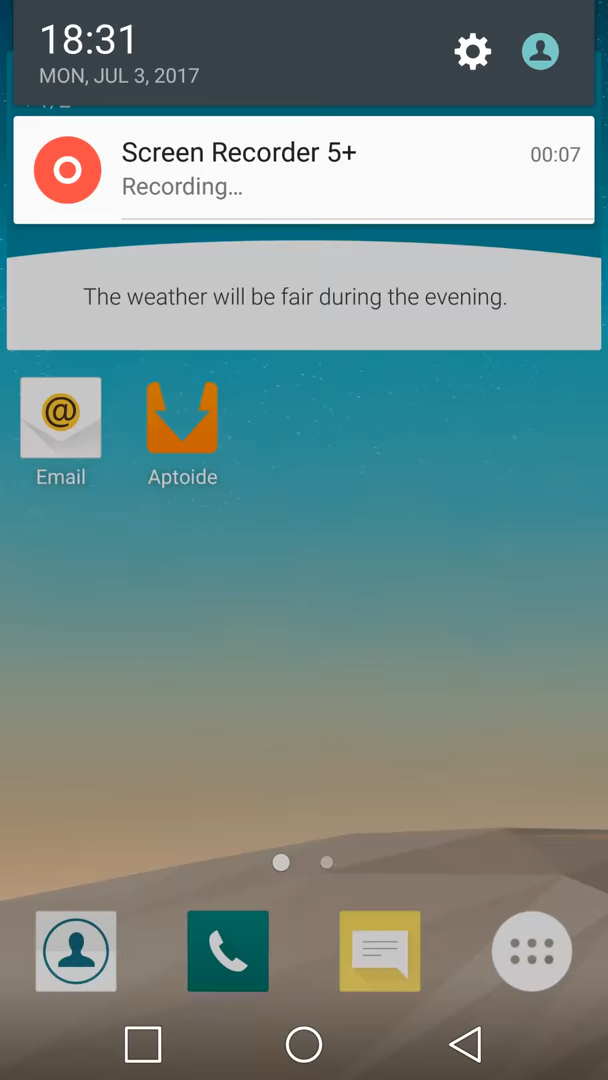 18:31
MON, JUL 3, 2017
Screen Recorder 5+
00:07
Recording...
The weather will be fair during the evening.
@
Email
Aptoide